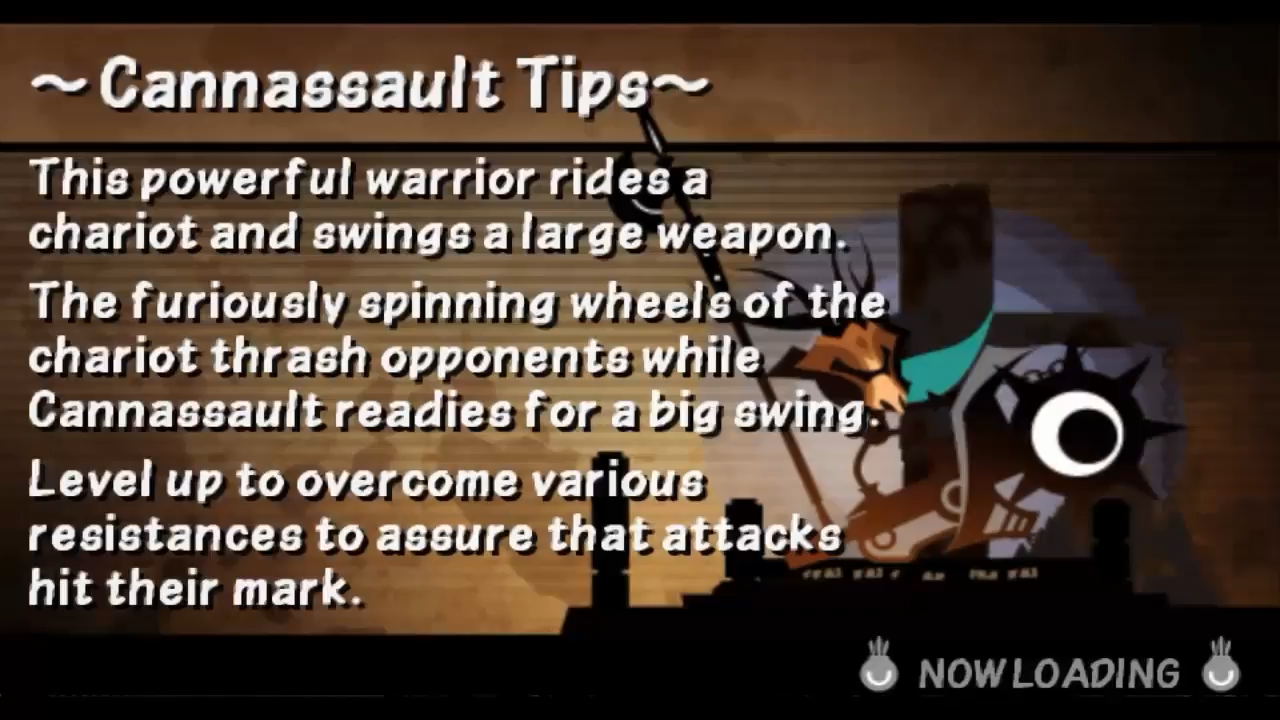 ~Cannassault Tips~
This powerful warrior rides a
chariot and swings a large weapon.
The furiously spinning wheels of the
chariot thrash opponents while
Cannassault readies for a big swing.
Level up to overcome various
resistances to assure that attacks
hit their mark.
NOW LOADING